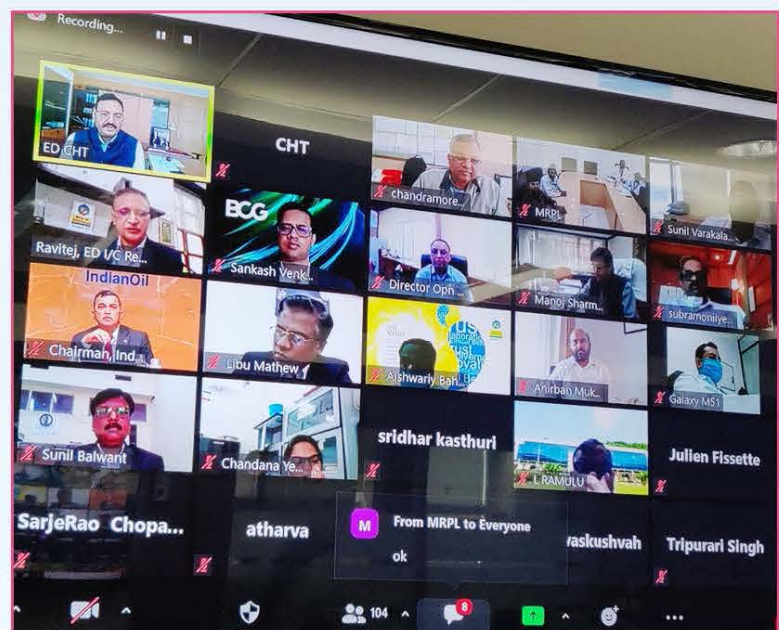 Recording...
ED CHT
CHT
chandramore...
MRPL
Sunil Varakala...
Ravitej, ED I/C Re...
BCG
Sankash Venk...
Director Opn ...
Manoj Sharm...
subramoniiye...
IndianOil
Chairman, Ind...
Libu Mathew
Aishwariy Bah...
Anirban Muk...
Galaxy M51
Sunil Balwant
Chandana Ye...
sridhar kasthuri
L RAMULU
Julien Fissette
SarjeRao Chopa...
atharva
M
From MRPL to Everyone
ok
vaskushvah
Tripurari Singh
104
8